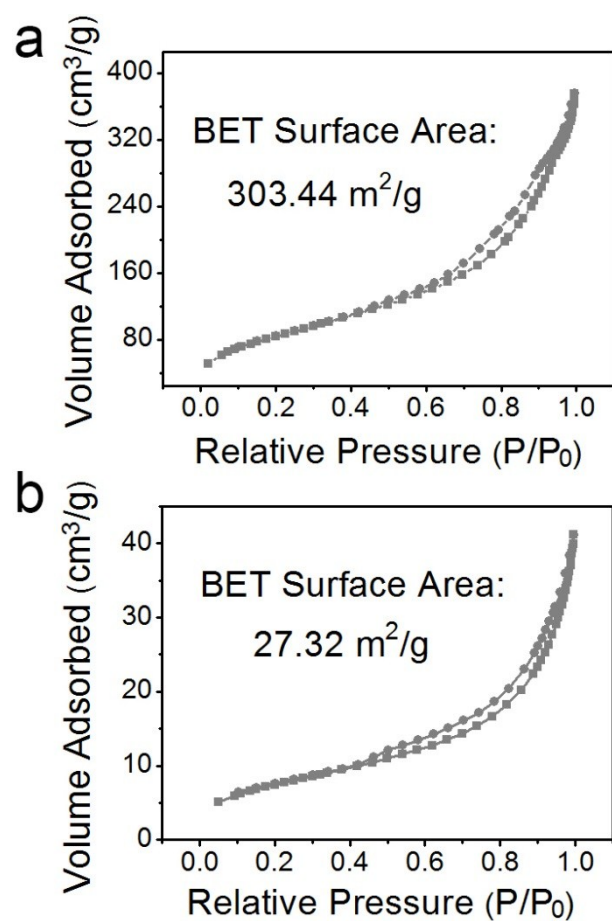 a
Volume Adsorbed (cm³/g)
400
320
240
160
80
BET Surface Area:
303.44 m²/g
0.0 0.2 0.4 0.6 0.8 1.0
Relative Pressure (P/P₀)
b
Volume Adsorbed (cm³/g)
40
30
20
10
0
BET Surface Area:
27.32 m²/g
0.0 0.2 0.4 0.6 0.8 1.0
Relative Pressure (P/P₀)